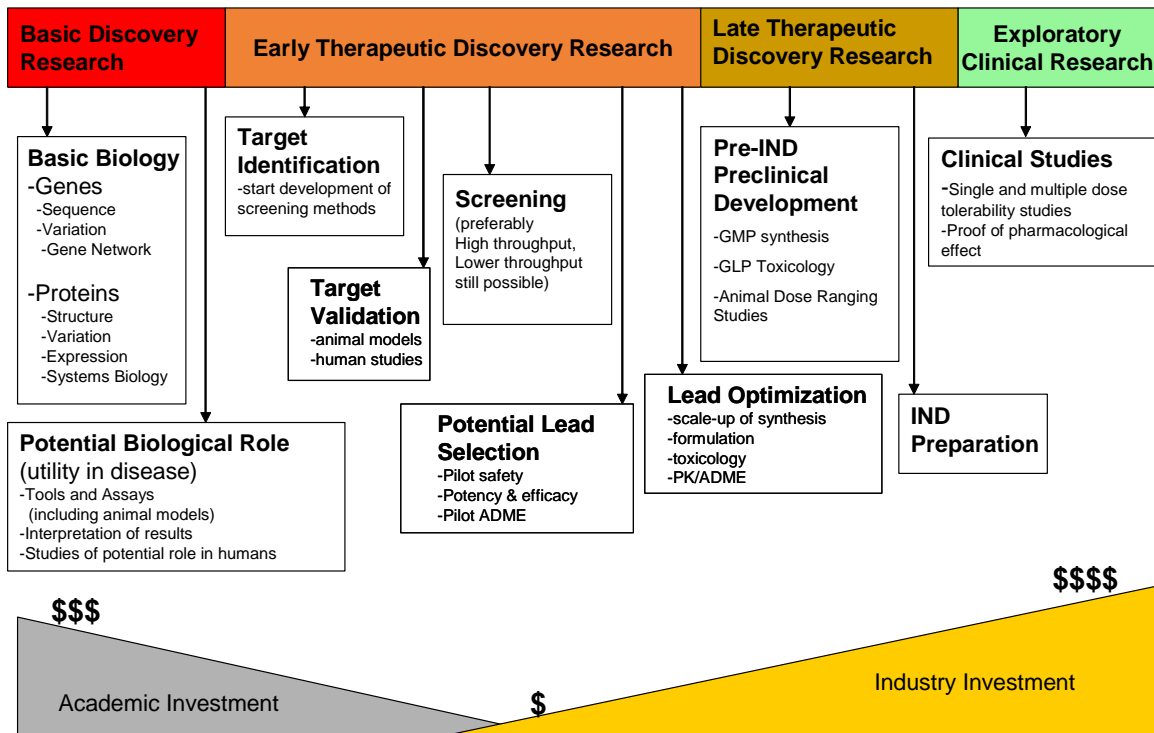 Basic Discovery
Research
Early Therapeutic Discovery Research
Late Therapeutic
Discovery Research
Exploratory
Clinical Research
Basic Biology
-Genes
-Sequence
-Variation
-Gene Network
-Proteins
-Structure
-Variation
-Expression
-Systems Biology
Potential Biological Role
(utility in disease)
-Tools and Assays
(including animal models)
-Interpretation of results
-Studies of potential role in humans
Target
Identification
-start development of
screening methods
Target
Validation
-animal models
-human studies
Screening
(preferably
High throughput,
Lower throughput
still possible)
Potential Lead
Selection
-Pilot safety
-Potency & efficacy
-Pilot ADME
Lead Optimization
-scale-up of synthesis
-formulation
-toxicology
-PK/ADME
Pre-IND
Preclinical
Development
-GMP synthesis
-GLP Toxicology
-Animal Dose Ranging
Studies
IND
Preparation
Clinical Studies
-Single and multiple dose
tolerability studies
-Proof of pharmacological
effect
$$$
Academic Investment
$
$$$$
Industry Investment